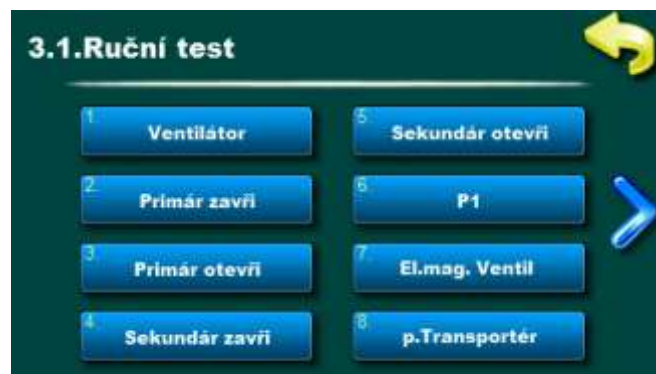 3.1.Ruční test
1.
Ventilátor
2.
Primár zavři
3.
Primár otevři
4.
Sekundár zavři
5.
Sekundár otevři
6.
P1
7.
El.mag. Ventil
8.
p.Transportér